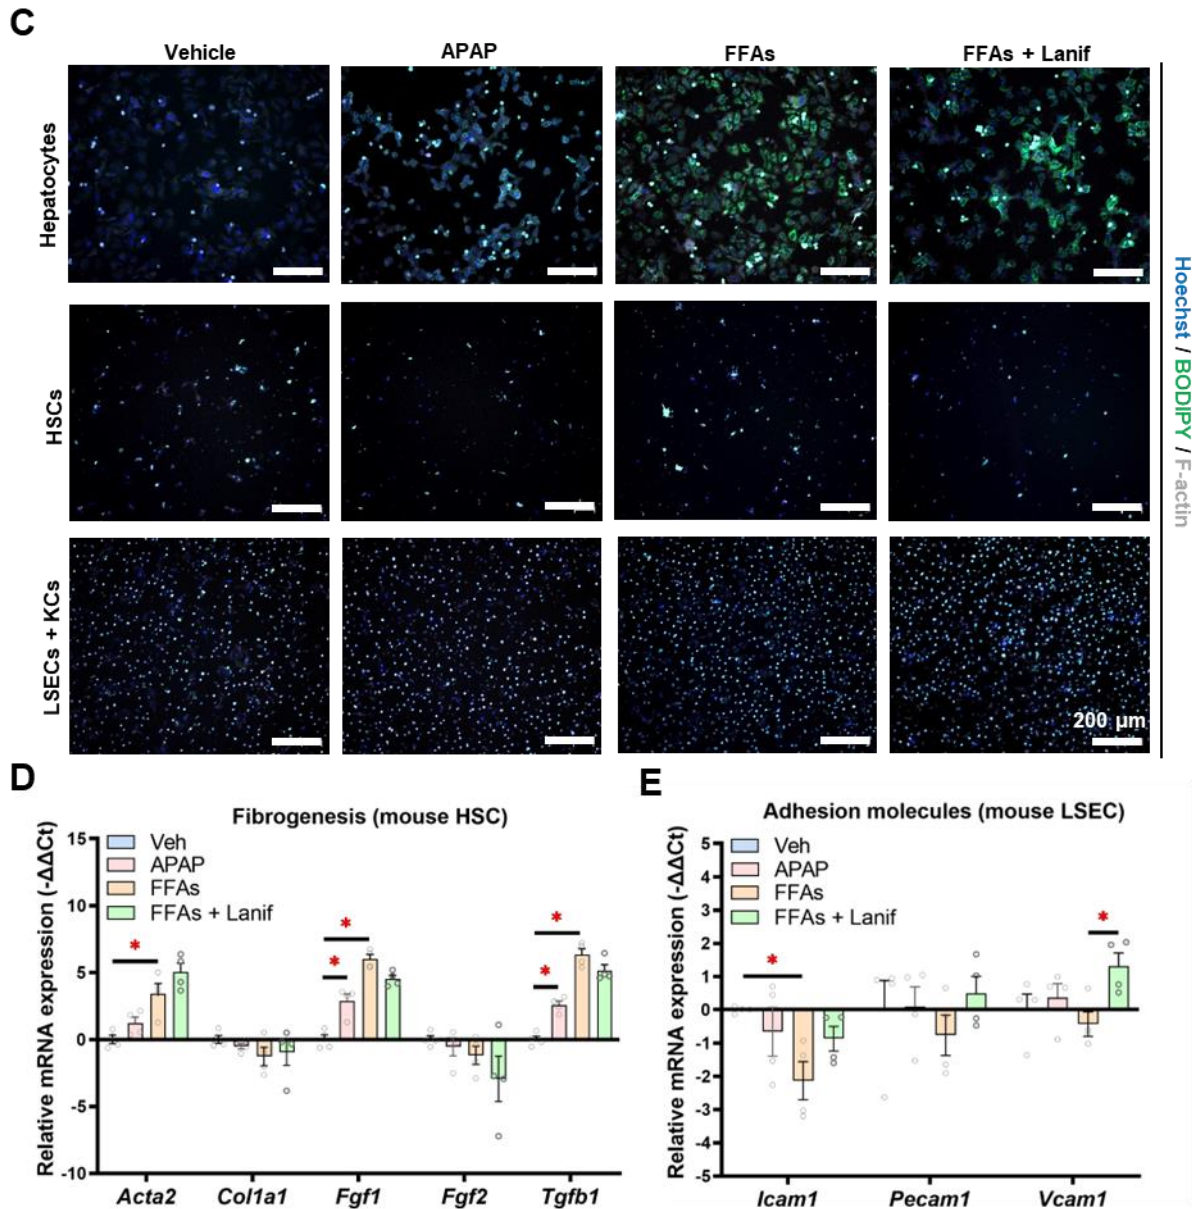 C
Vehicle APAP FFAs FFAs + Lanif
Hepatocytes
HSCs
LSECs + KCs
Hoechst / BODIPY / F-actin
200 µm
D
Fibrogenesis (mouse HSC)
Relative mRNA expression (-ΔΔCt)
15
10
5
0
-5
-10
Veh
APAP
FFAs
FFAs + Lanif
*
*
*
*
*
Acta2 Col1a1 Fgf1 Fgf2 Tgfb1
E
Adhesion molecules (mouse LSEC)
Relative mRNA expression (-ΔΔCt)
5
4
3
2
1
0
-1
-2
-3
-4
-5
Veh
APAP
FFAs
FFAs + Lanif
*
*
Icam1 Pecam1 Vcam1